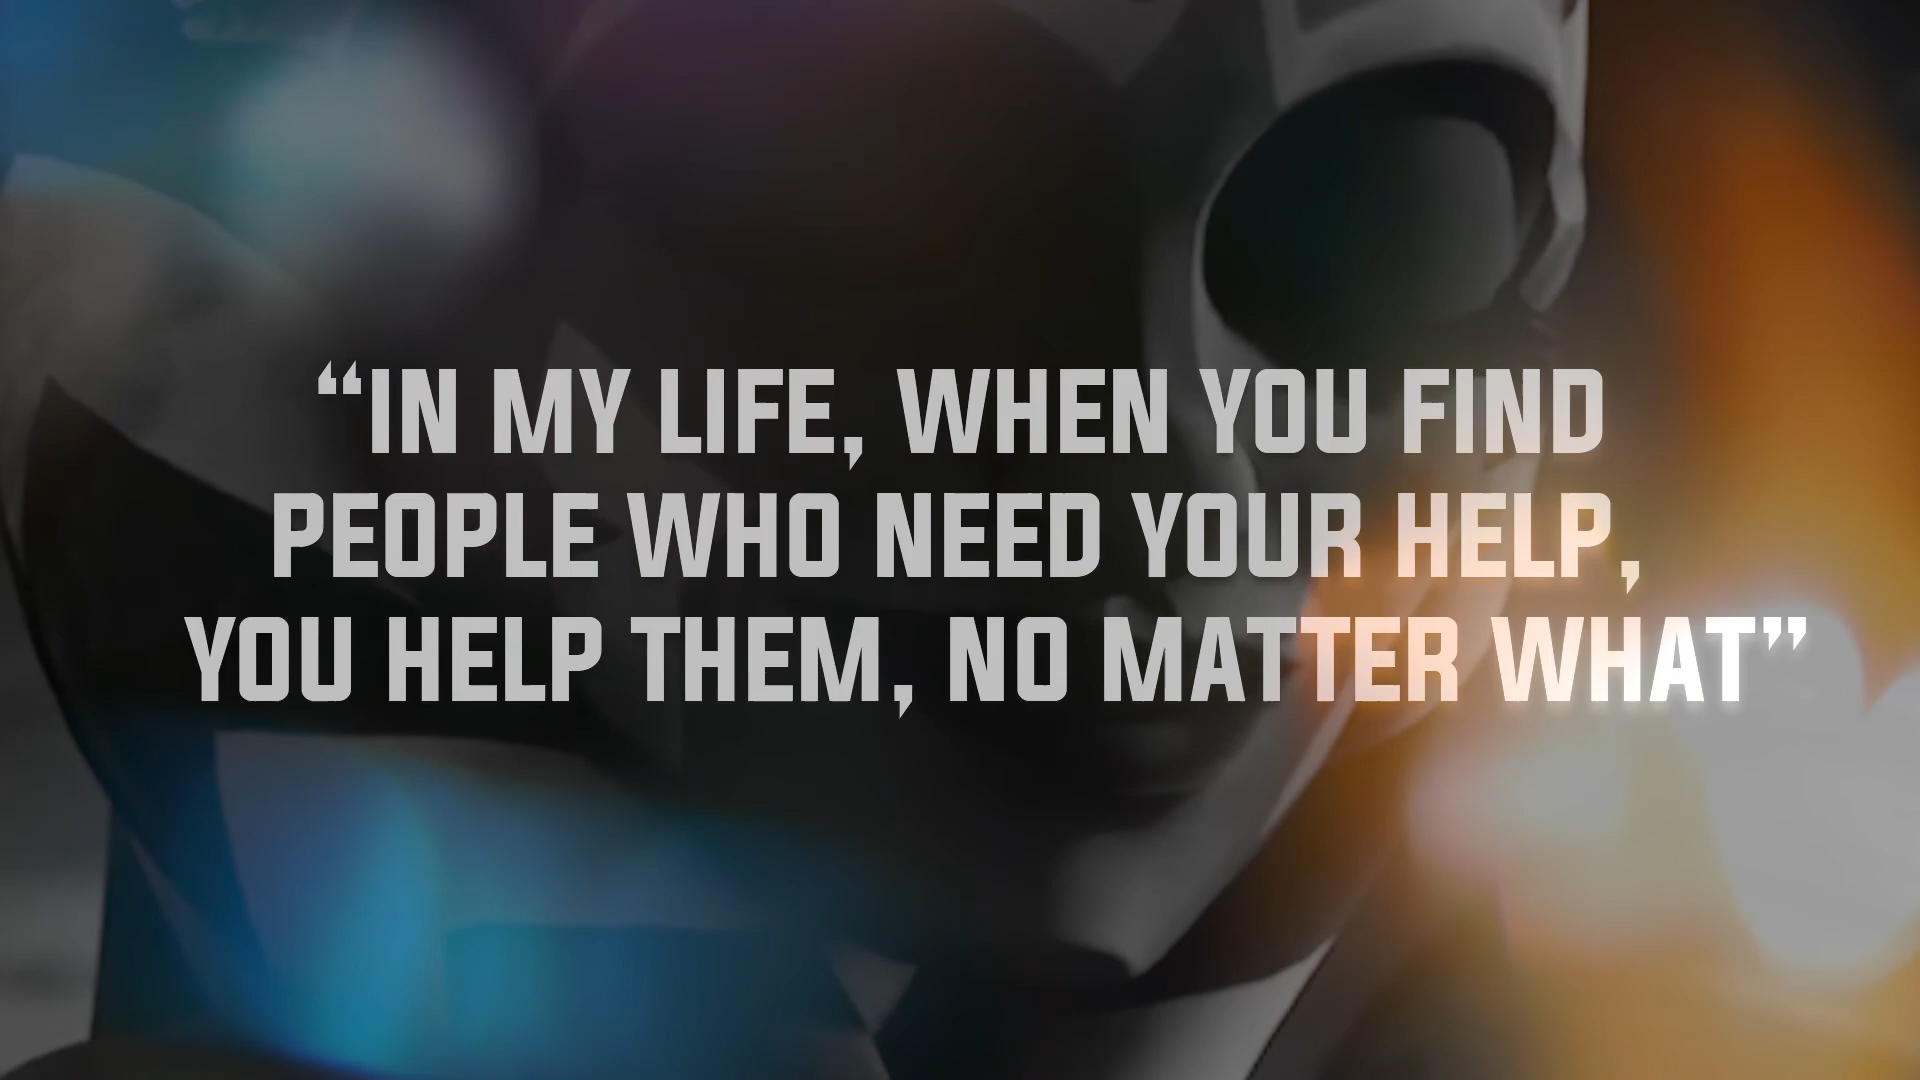 “IN MY LIFE, WHEN YOU FIND
PEOPLE WHO NEED YOUR HELP,
YOU HELP THEM, NO MATTER WHAT”